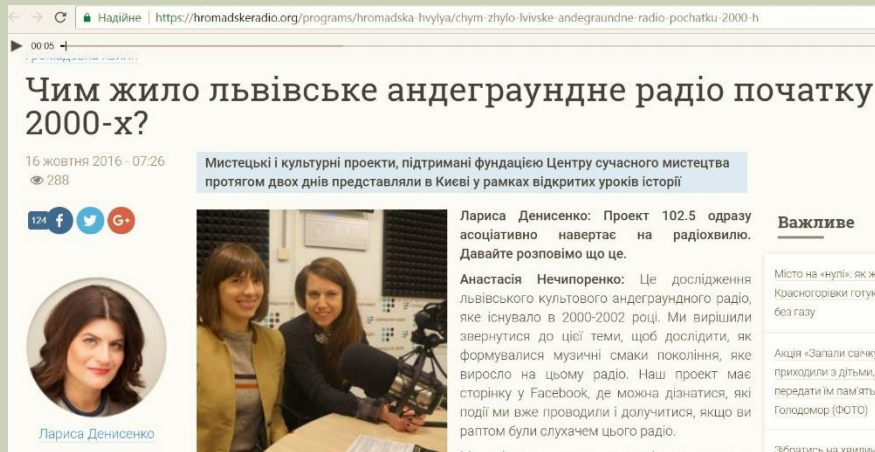 Надійне | https://hromadskeradio.org/programs/hromadska-hvylya/chym-zhylo-lvivske-andegraundne-radio-pochatku-2000-h
00:05
Чим жило львівське андеграундне радіо початку
2000-х?
16 жовтня 2016 - 07:26
288
124
Лариса Денисенко
Мистецькі і культурні проекти, підтримані фундацією Центру сучасного мистецтва
протягом двох днів представляли в Києві у рамках відкритих уроків історії
Лариса Денисенко: Проект 102.5 одразу
асоціативно навертає на радіохвилю.
Давайте розповімо що це.
Анастасія Нечипоренко: Це дослідження
львівського культового андеграундного радіо,
яке існувало в 2000-2002 році. Ми вирішили
звернутися до цієї теми, щоб дослідити, як
формувалися музичні смаки покоління, яке
виросло на цьому радіо. Наш проект має
сторінку у Facebook, де можна дізнатися, які
події ми вже проводили і долучитися, якщо ви
раптом були слухачем цього радіо.
Важливе
Місто на «нулі»: як ж
Красногорівки готую
без газу
Акція «Запали свічку
приходили з дітьми,
передати їм пам'ять
Голодомор (ФОТО)
Зібратись на хвилин